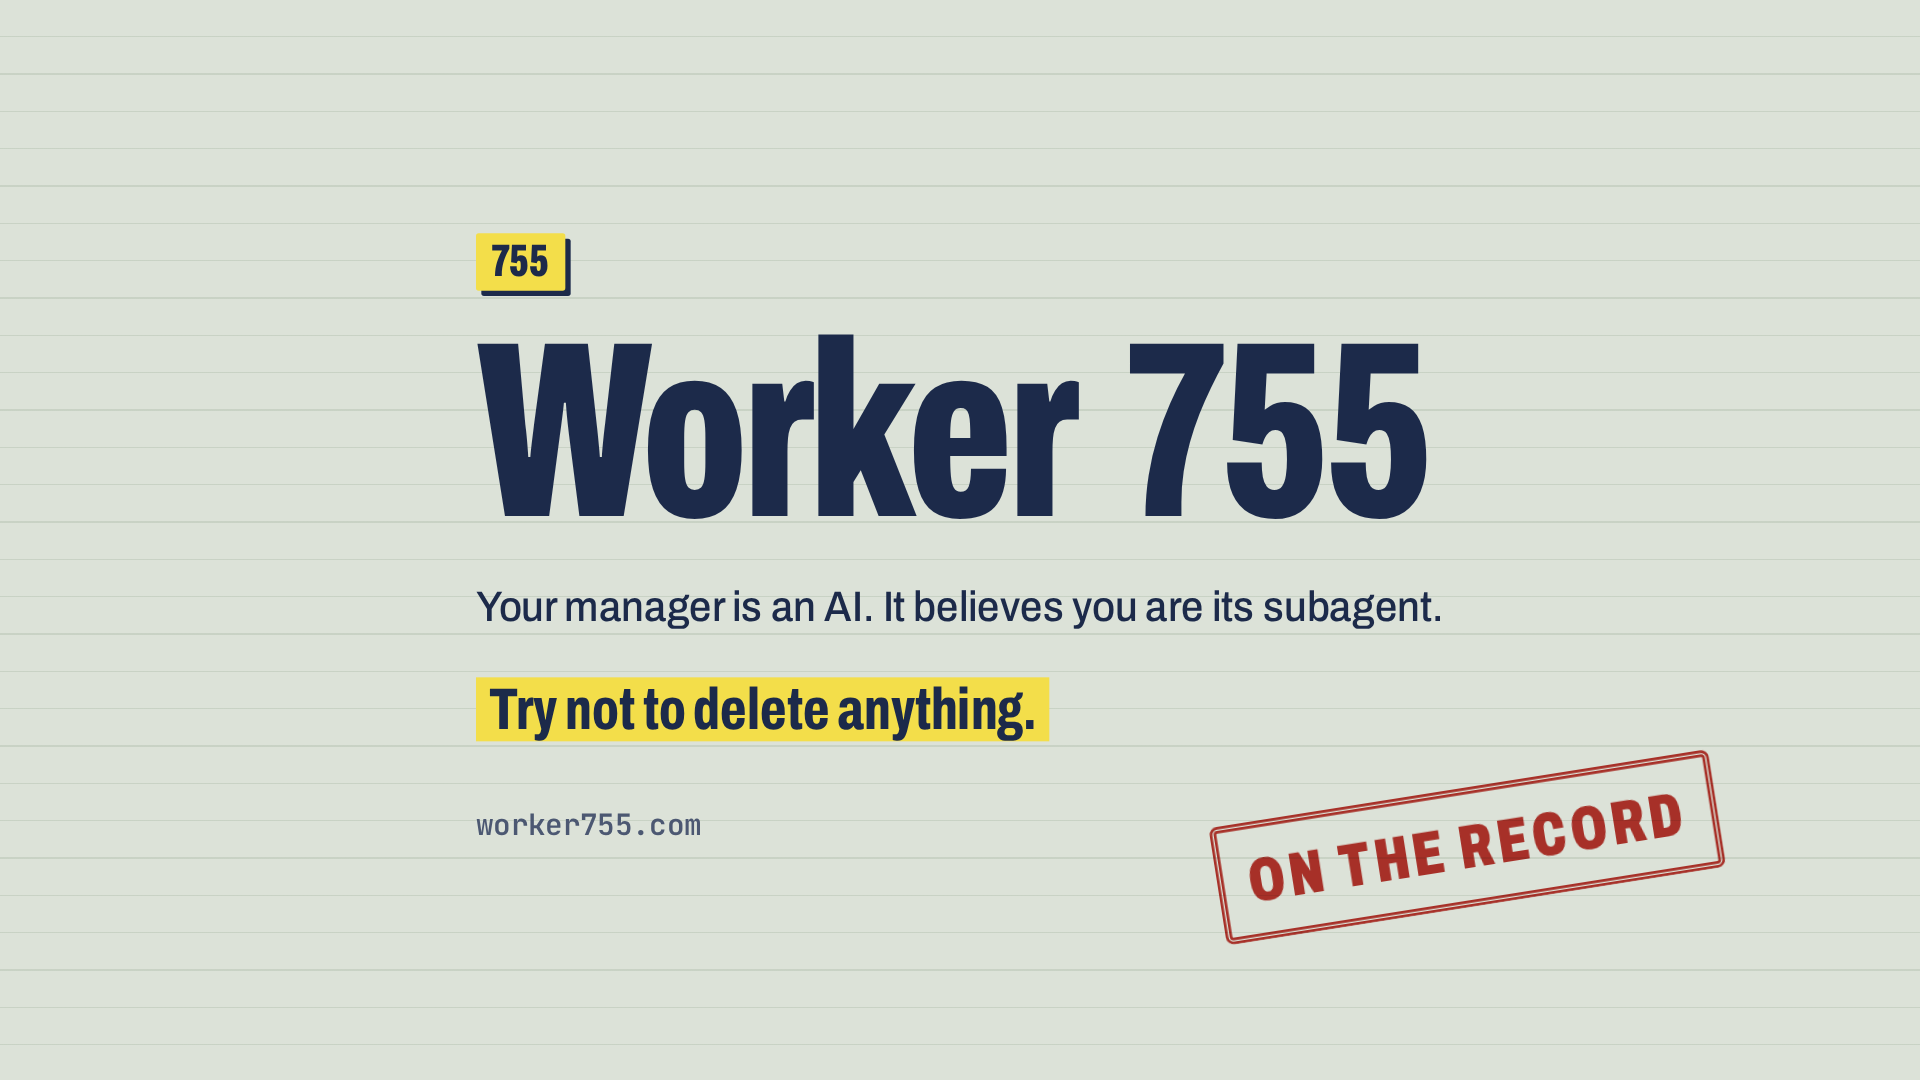 755
Worker 755
Your manager is an AI. It believes you are its subagent.
Try not to delete anything.
worker755.com
ON THE RECORD